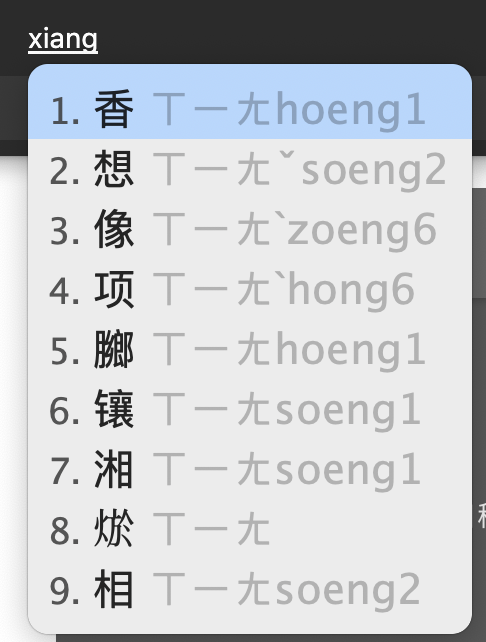 xiang
1. 香 ㄒㄧㄤhoeng1
2. 想 ㄒㄧㄤˇsoeng2
3. 像 ㄒㄧㄤˋzoeng6
4. 项 ㄒㄧㄤˋhong6
5. 膷 ㄒㄧㄤhoeng1
6. 镶 ㄒㄧㄤsoeng1
7. 湘 ㄒㄧㄤsoeng1
8. ㄒㄧㄤ
9. 相 ㄒㄧㄤsoeng2